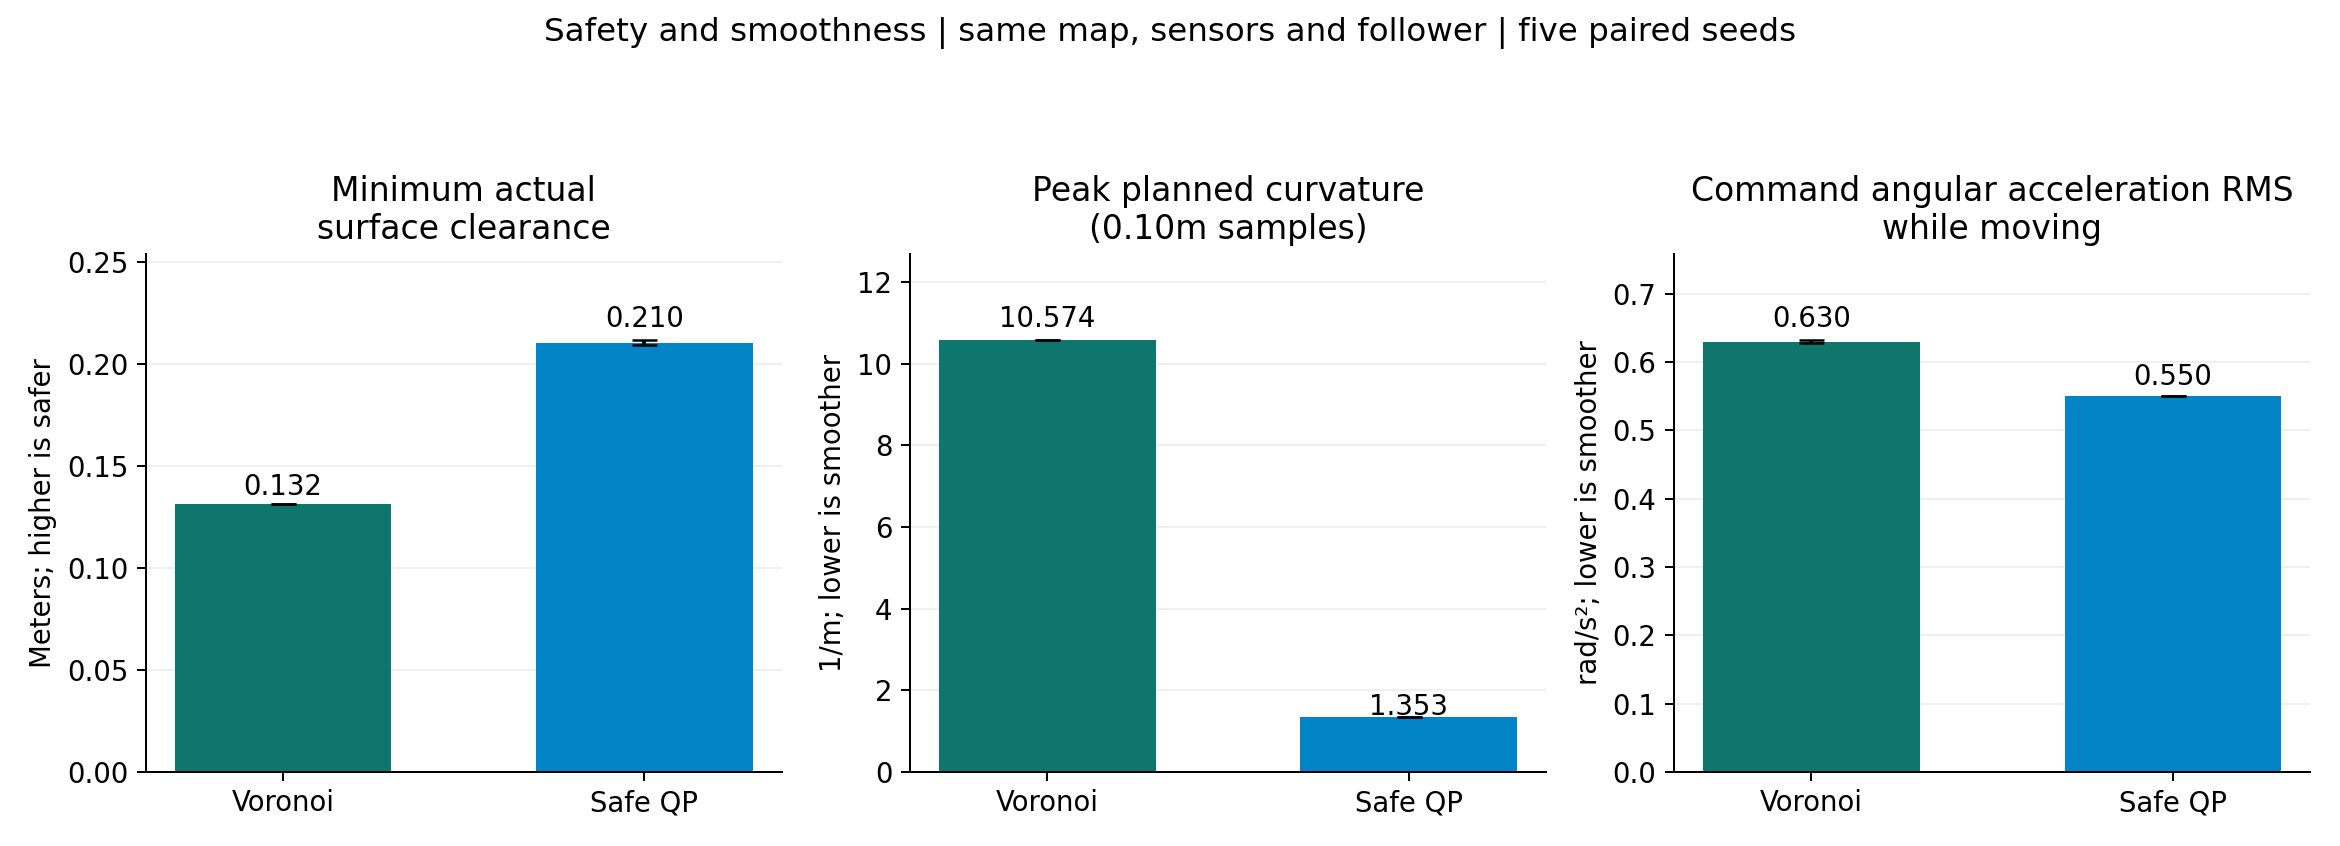 Safety and smoothness | same map, sensors and follower | five paired seeds
Minimum actual
surface clearance
Meters; higher is safer
0.25
0.20
0.15
0.10
0.05
0.00
0.132
0.210
Voronoi
Safe QP
Peak planned curvature
(0.10m samples)
1/m; lower is smoother
12
10
8
6
4
2
0
10.574
1.353
Voronoi
Safe QP
Command angular acceleration RMS
while moving
rad/s²; lower is smoother
0.7
0.6
0.5
0.4
0.3
0.2
0.1
0.0
0.630
0.550
Voronoi
Safe QP